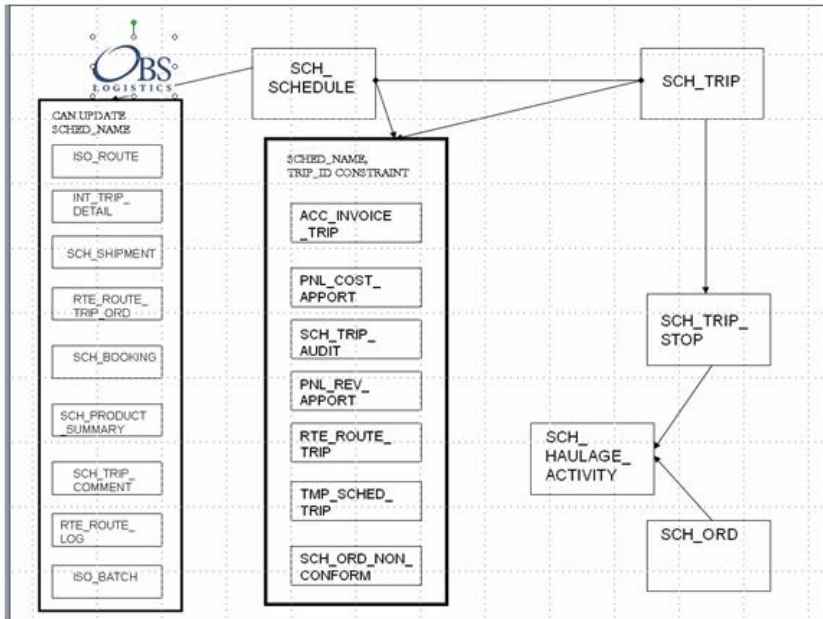 OBS
LOGISTICS
SCH_
SCHEDULE
SCH_TRIP
CAN UPDATE
SCHED_NAME
ISO_ROUTE
INT_TRIP_
DETAIL
SCH_SHIPMENT
RTE_ROUTE_
TRIP_ORD
SCH_BOOKING
SCH_PRODUCT
_SUMMARY
SCH_TRIP_
COMMENT
RTE_ROUTE_
LOG
ISO_BATCH
SCHED_NAME,
TRIP_ID CONSTRAINT
ACC_INVOICE
_TRIP
PNL_COST_
APPORT
SCH_TRIP_
AUDIT
PNL_REV_
APPORT
RTE_ROUTE_
TRIP
TMP_SCHED_
TRIP
SCH_ORD_NON_
CONFORM
SCH_TRIP_
STOP
SCH_
HAULAGE_
ACTIVITY
SCH_ORD